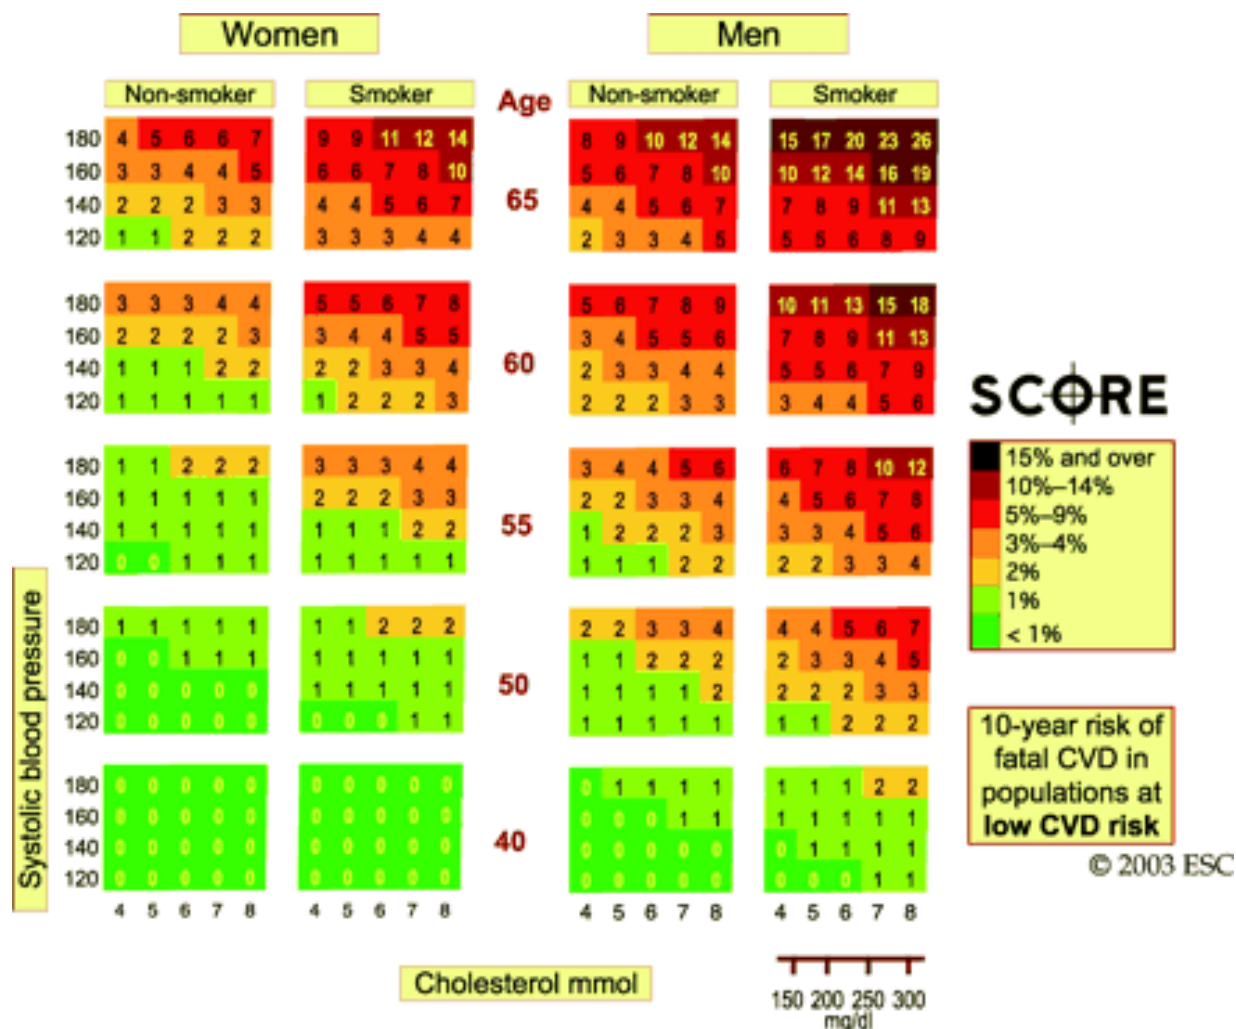 Women Men
Non-smoker Smoker Age Non-smoker Smoker
180 4 5 6 6 7 9 9 11 12 14 8 9 10 12 14 15 17 20 23 26
160 3 3 4 4 5 6 6 7 8 10 5 6 7 8 10 10 12 14 16 19
65
140 2 2 2 3 3 4 4 5 6 7 4 4 5 6 7 7 8 9 11 13
120 1 1 2 2 2 3 3 3 4 4 2 3 3 4 5 5 5 6 8 9
180 3 3 3 4 4 5 5 6 7 8 5 6 7 8 9 10 11 13 15 18
160 2 2 2 2 3 3 4 4 5 5 3 4 5 5 6 7 8 9 11 13
60
140 1 1 1 2 2 2 2 3 3 4 2 3 3 4 4 5 5 6 7 9
120 1 1 1 1 1 1 2 2 2 3 2 2 2 3 3 3 4 4 5 6
180 1 1 2 2 2 3 3 3 4 4 3 4 4 5 6 6 7 8 10 12
160 1 1 1 1 1 2 2 2 3 3 2 2 3 3 4 4 5 6 7 8
55
140 1 1 1 1 1 1 1 1 2 2 1 2 2 2 3 3 3 4 5 6
120 0 0 1 1 1 1 1 1 1 1 1 1 1 2 2 2 2 3 3 4
180 1 1 1 1 1 1 1 2 2 2 2 2 3 3 4 4 4 5 6 7
160 0 0 1 1 1 1 1 1 1 1 1 1 2 2 2 2 3 3 4 5
50
140 0 0 0 0 0 1 1 1 1 1 1 1 1 1 2 2 2 2 3 3
120 0 0 0 0 0 0 0 0 1 1 1 1 1 1 1 1 1 2 2 2
180 0 0 0 0 0 0 0 0 0 0 0 1 1 1 1 1 1 1 2 2
160 0 0 0 0 0 0 0 0 0 0 0 0 0 1 1 1 1 1 1 1
40
140 0 0 0 0 0 0 0 0 0 0 0 0 0 0 0 0 1 1 1 1
120 0 0 0 0 0 0 0 0 0 0 0 0 0 0 0 0 0 0 1 1
4 5 6 7 8 4 5 6 7 8 4 5 6 7 8 4 5 6 7 8
Systolic blood pressure
Cholesterol mmol
150 200 250 300
mg/dl
SCORE
15% and over
10%–14%
5%–9%
3%–4%
2%
1%
< 1%
10-year risk of
fatal CVD in
populations at
low CVD risk
© 2003 ESC